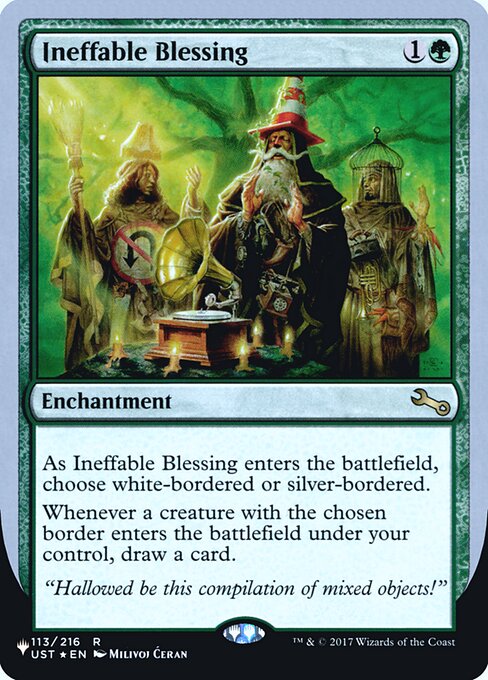 Ineffable Blessing 1
Enchantment
As Ineffable Blessing enters the battlefield,
choose white-bordered or silver-bordered.
Whenever a creature with the chosen
border enters the battlefield under your
control, draw a card.
“Hallowed be this compilation of mixed objects!”
113/216 R
UST ★ EN Milivoj Ćeran
™ & © 2017 Wizards of the Coast